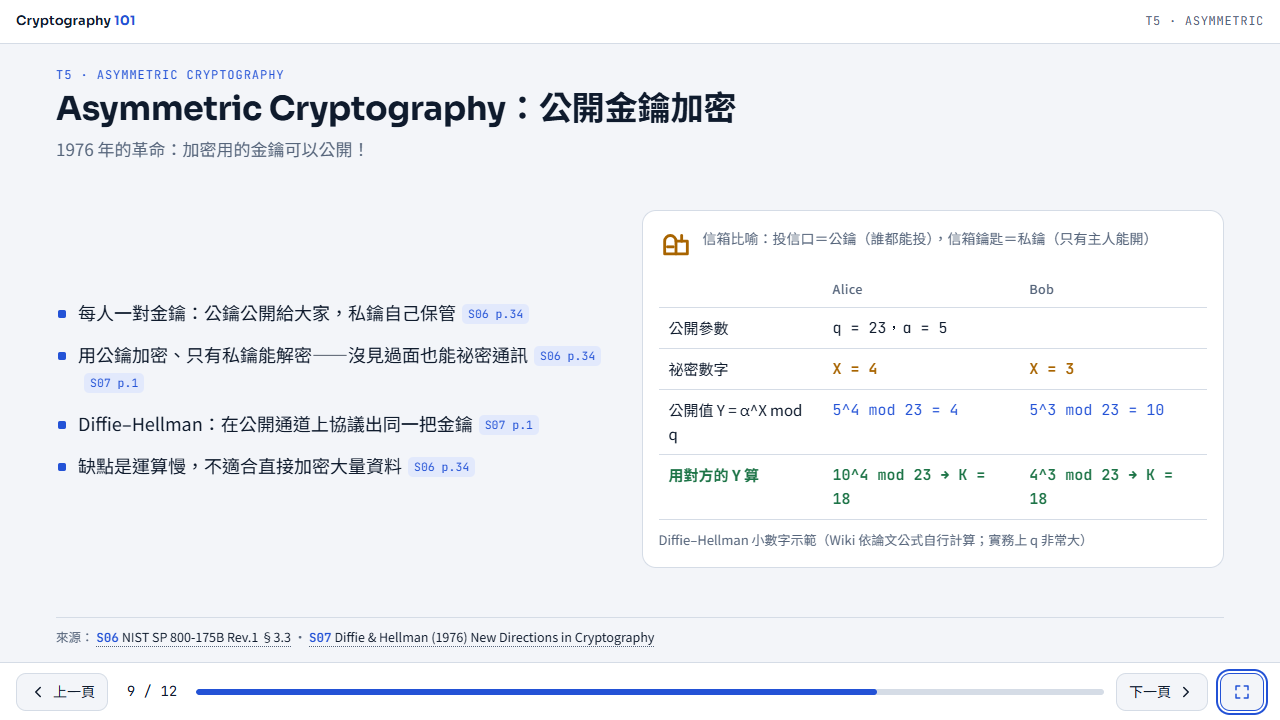 Cryptography 101
T5 · ASYMMETRIC
T5 · ASYMMETRIC CRYPTOGRAPHY
Asymmetric Cryptography：公開金鑰加密
1976 年的革命：加密用的金鑰可以公開！
每人一對金鑰：公鑰公開給大家，私鑰自己保管 S06 p.34
用公鑰加密、只有私鑰能解密——沒見過面也能祕密通訊 S06 p.34
S07 p.1
Diffie–Hellman：在公開通道上協議出同一把金鑰 S07 p.1
缺點是運算慢，不適合直接加密大量資料 S06 p.34
信箱比喻：投信口＝公鑰（誰都能投），信箱鑰匙＝私鑰（只有主人能開）
Alice Bob
公開參數 q = 23，α = 5
祕密數字 X = 4 X = 3
公開值 Y = α^X mod q 5^4 mod 23 = 4 5^3 mod 23 = 10
用對方的 Y 算 10^4 mod 23 → K = 18 4^3 mod 23 → K = 18
Diffie–Hellman 小數字示範（Wiki 依論文公式自行計算；實務上 q 非常大）
來源： S06 NIST SP 800-175B Rev.1 §3.3 · S07 Diffie & Hellman (1976) New Directions in Cryptography
上一頁 9 / 12 下一頁